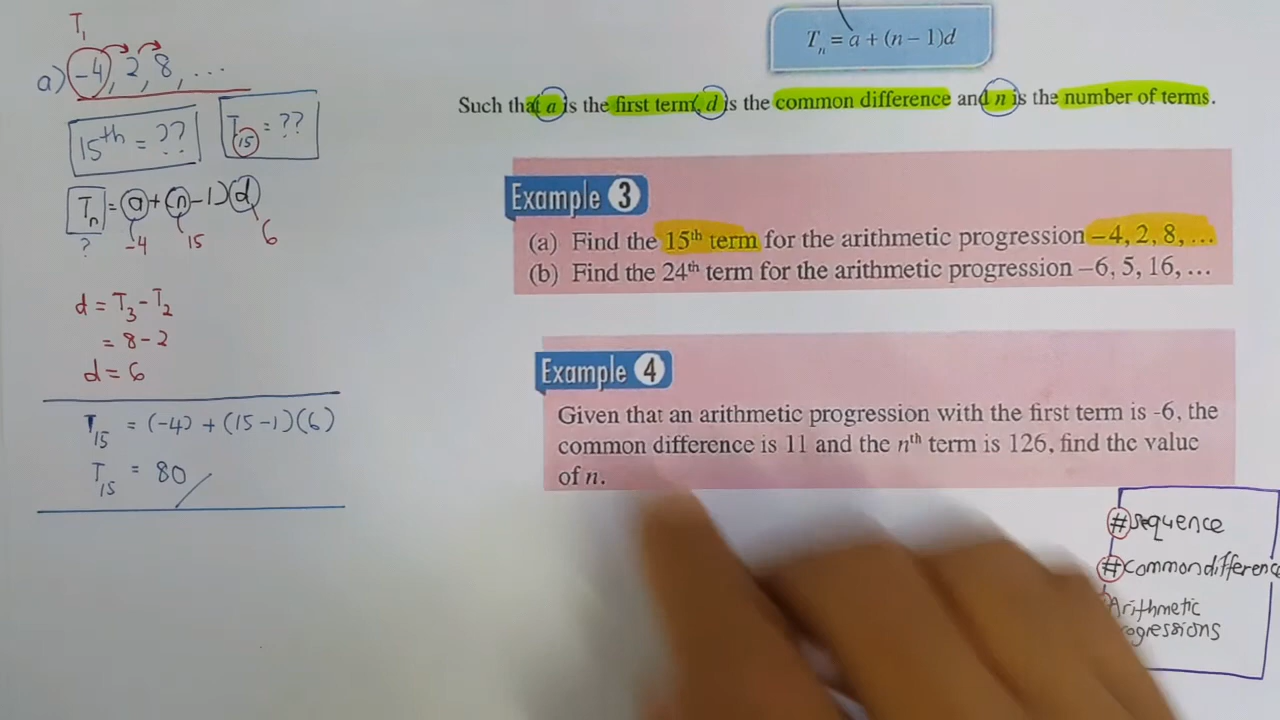 T₁
a) -4, 2, 8, ...
15th = ??
T₁₅ = ??
Tₙ = a + (n - 1)(d)
? -4 15 6
d = T₃ - T₂
= 8 - 2
d = 6
T₁₅ = (-4) + (15 - 1)(6)
T₁₅ = 80
Tₙ = a + (n − 1)d
Such that a is the first term, d is the common difference and n is the number of terms.
Example 3
(a) Find the 15th term for the arithmetic progression −4, 2, 8, ...
(b) Find the 24th term for the arithmetic progression −6, 5, 16, ...
Example 4
Given that an arithmetic progression with the first term is -6, the
common difference is 11 and the nth term is 126, find the value
of n.
#sequence
#commondifference
Arithmetic